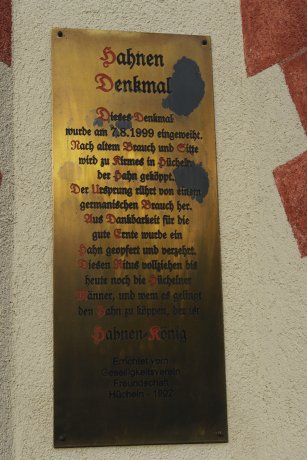 Hahnen
Denkmal
Dieses Denkmal
wurde am 7.8.1999 eingeweiht.
Nach altem Brauch und Sitte
wird zu Kirmes in Hücheln
der Hahn geköppt.
Der Ursprung rührt von einem
germanischen Brauch her.
Aus Dankbarkeit für die
gute Ernte wurde ein
Hahn geopfert und verzehrt.
Diesen Ritus vollziehen bis
heute noch die Hüchelner
Männer, und wem es gelingt
den Hahn zu köppen, der ist
Hahnen-König
Errichtet vom
Geselligkeitsverein
Freundschaft
Hücheln - 1902